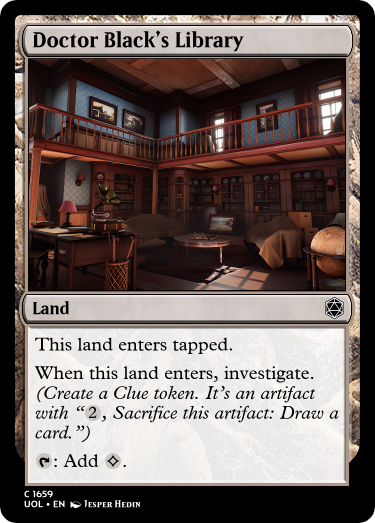 Doctor Black's Library
Land
This land enters tapped.
When this land enters, investigate.
(Create a Clue token. It's an artifact
with “2, Sacrifice this artifact: Draw a
card.”)
: Add .
C 1659
UOL • EN Jesper Hedin